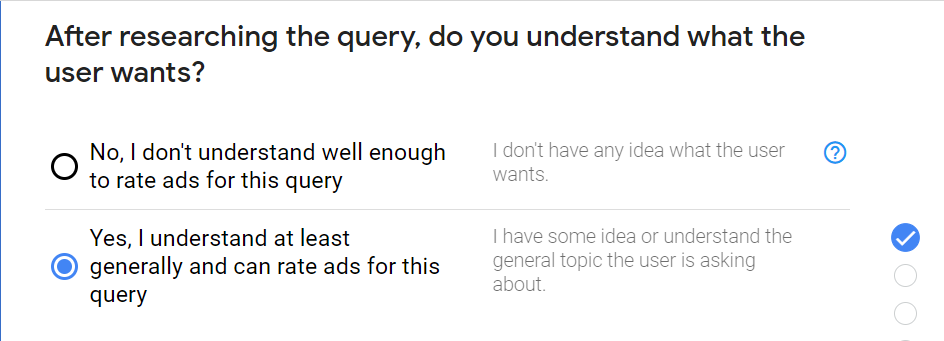 After researching the query, do you understand what the
user wants?
No, I don't understand well enough
to rate ads for this query
I don't have any idea what the user
wants.
?
Yes, I understand at least
generally and can rate ads for this
query
I have some idea or understand the
general topic the user is asking
about.